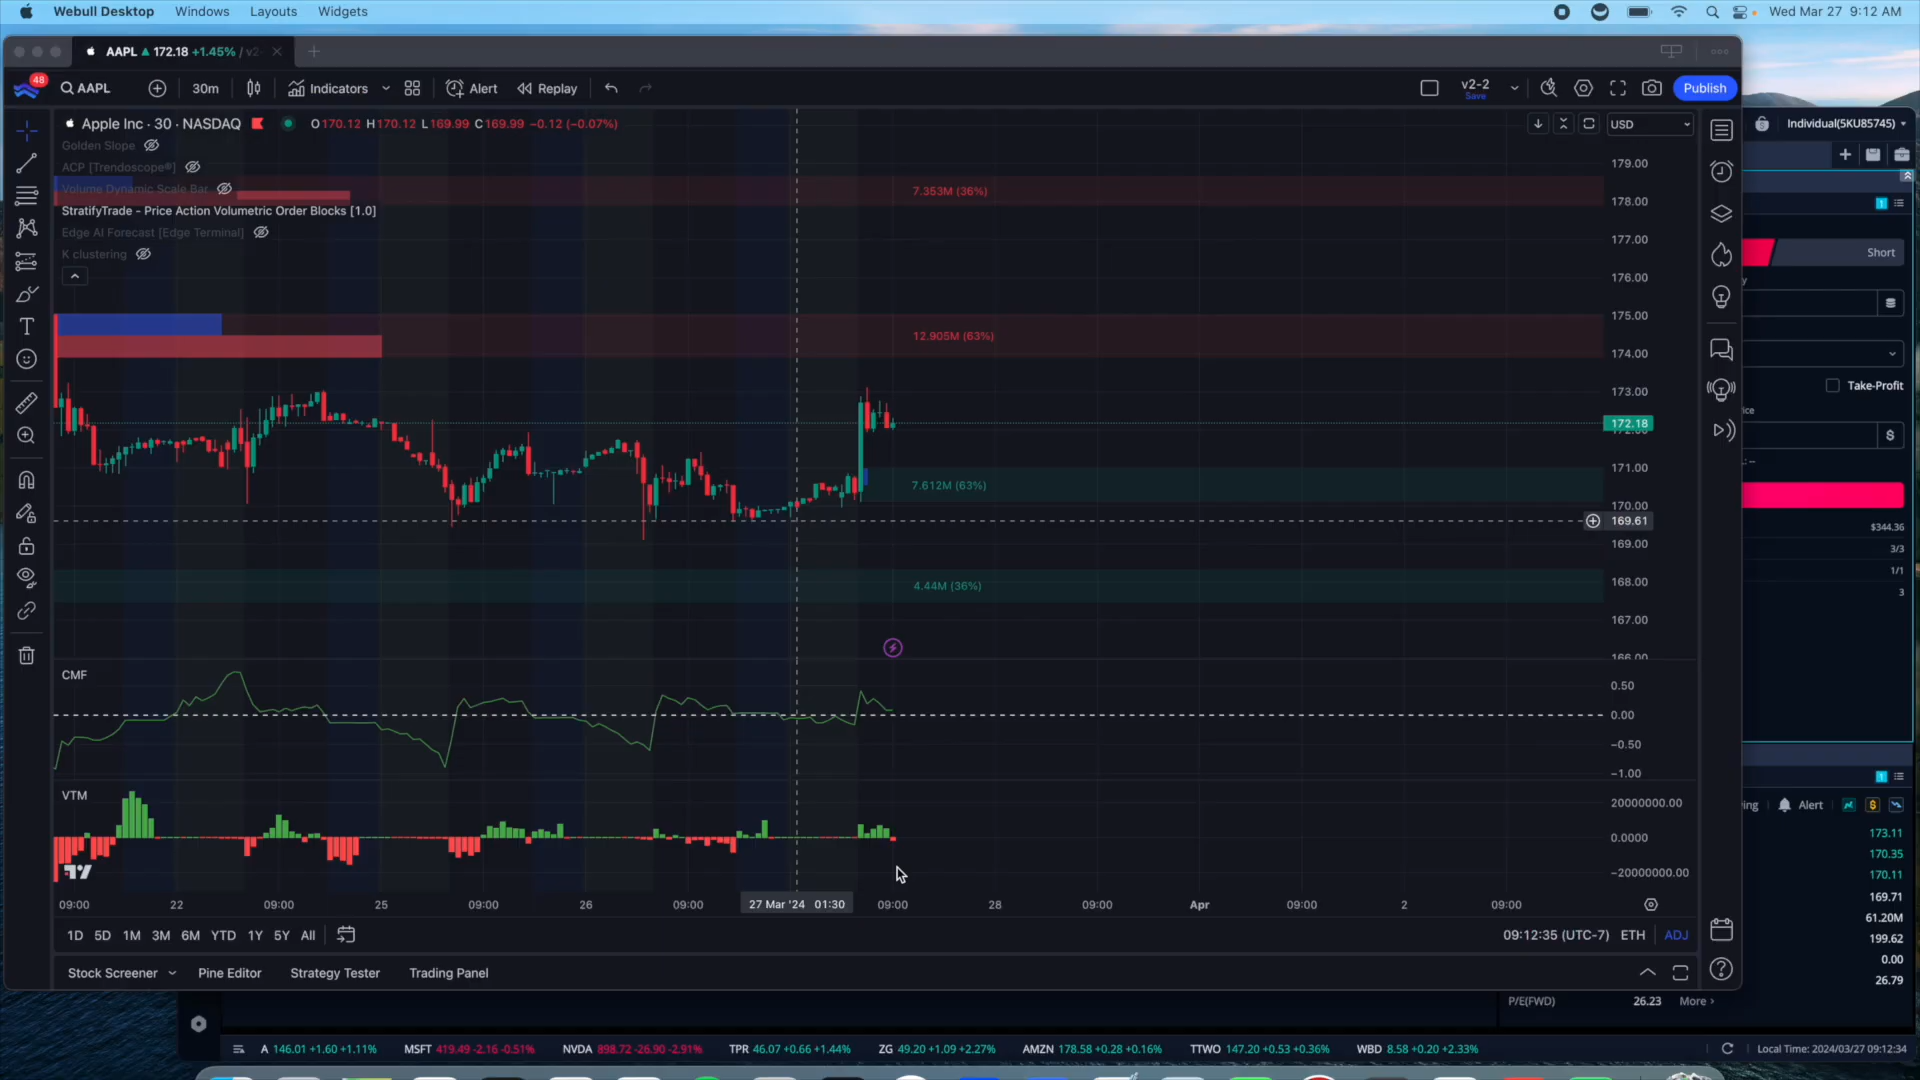 Webull Desktop Windows Layouts Widgets
Wed Mar 27 9:12 AM
AAPL ▲ 172.18 +1.45% / v2-
48
AAPL 30m Indicators Alert Replay
v2-2
Save
Publish
Apple Inc · 30 · NASDAQ O170.12 H170.12 L169.99 C169.99 −0.12 (−0.07%)
USD
Individual(5KU85745)
Golden Slope
ACP [Trendoscope®]
Volume Dynamic Scale Bar
StratifyTrade - Price Action Volumetric Order Blocks [1.0]
Edge AI Forecast [Edge Terminal]
K clustering
7.353M (36%)
12.905M (63%)
7.612M (63%)
4.44M (36%)
179.00
178.00
177.00
176.00
175.00
174.00
173.00
172.18
172.00
171.00
170.00
169.61
169.00
168.00
167.00
166.00
1
Short
Take-Profit
ice
$
$344.36
3/3
1/1
3
CMF
0.50
0.00
−0.50
−1.00
VTM
20000000.00
0.0000
−20000000.00
1
ing Alert
173.11
170.35
170.11
169.71
61.20M
199.62
0.00
26.79
09:00 22 09:00 25 09:00 26 09:00 27 Mar '24 01:30 09:00 28 09:00 Apr 09:00 2 09:00
1D 5D 1M 3M 6M YTD 1Y 5Y All
09:12:35 (UTC-7) ETH ADJ
Stock Screener Pine Editor Strategy Tester Trading Panel
P/E(FWD) 26.23 More ›
A 146.01 +1.60 +1.11% MSFT 419.49 -2.16 -0.51% NVDA 898.72 -26.90 -2.91% TPR 46.07 +0.66 +1.44% ZG 49.20 +1.09 +2.27% AMZN 178.58 +0.28 +0.16% TTWO 147.20 +0.53 +0.36% WBD 8.58 +0.20 +2.33%
Local Time: 2024/03/27 09:12:34